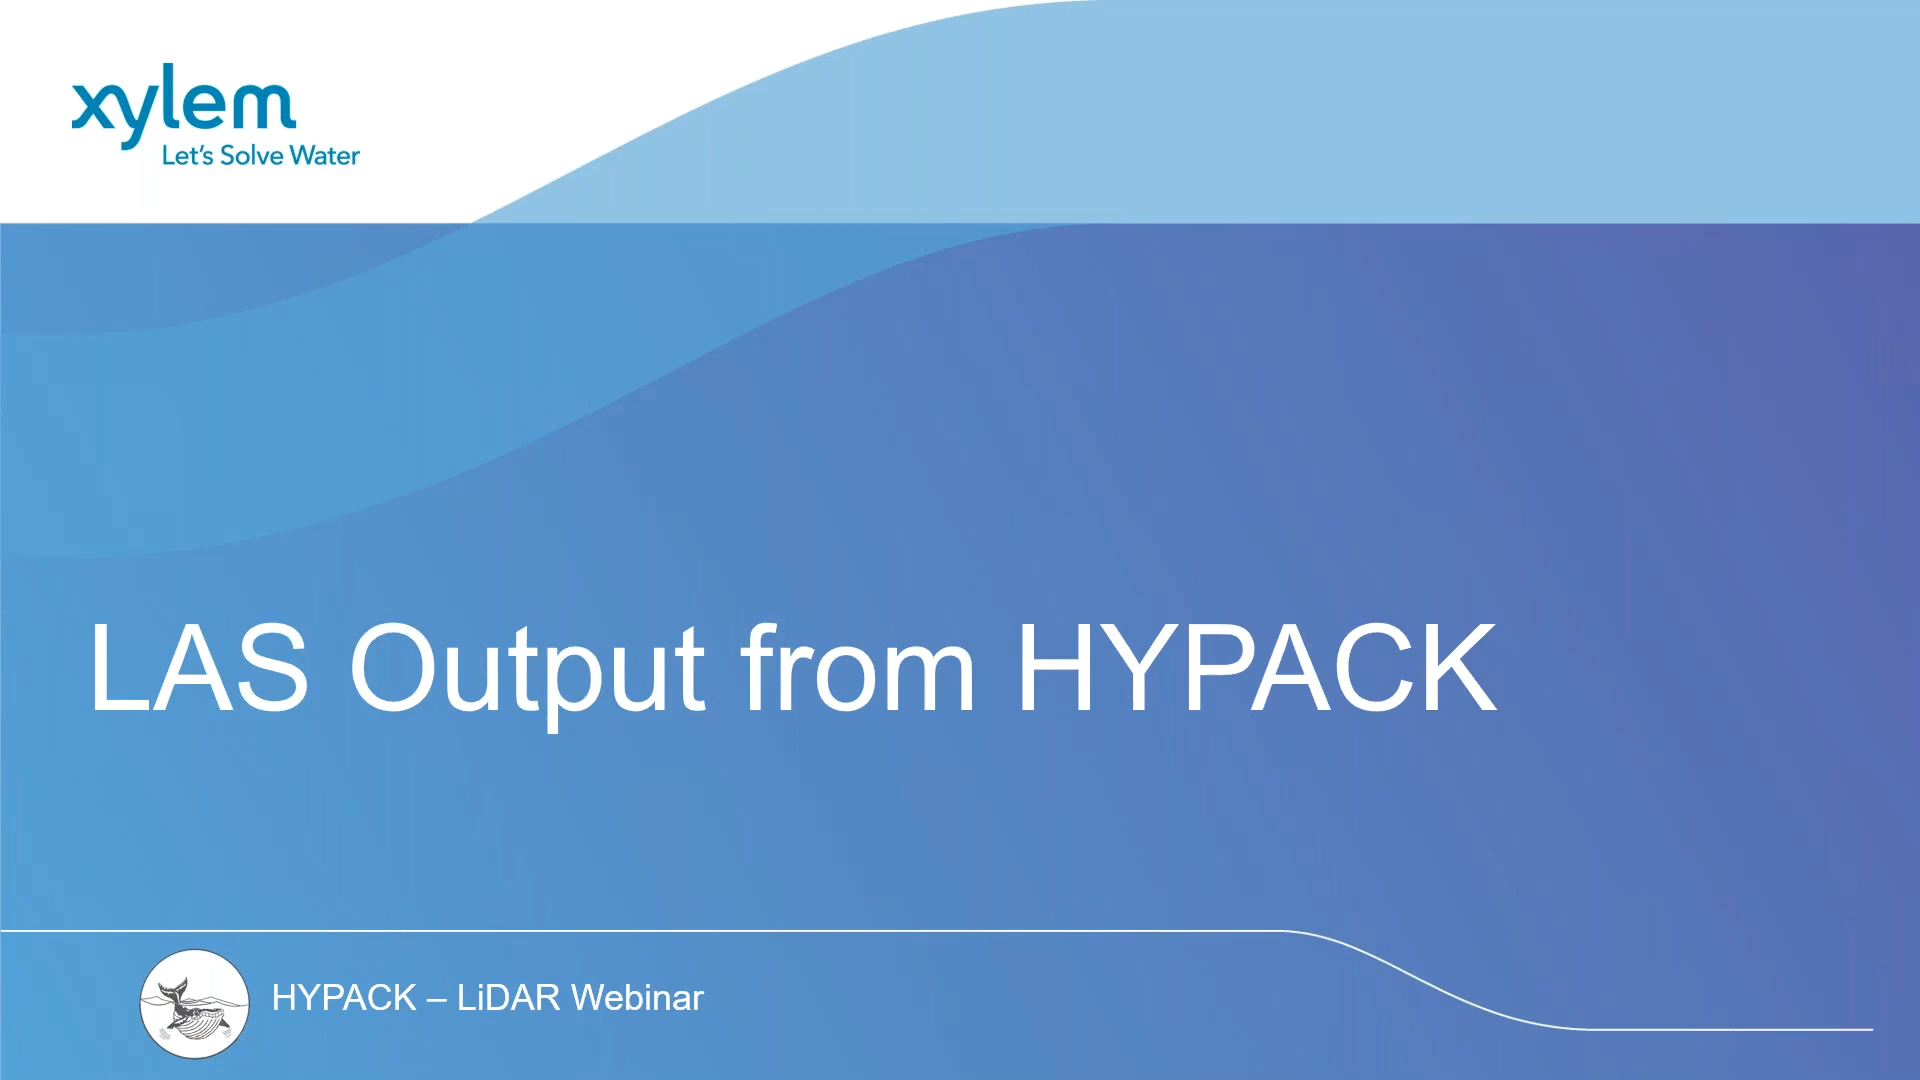 xylem
Let's Solve Water
LAS Output from HYPACK
HYPACK – LiDAR Webinar